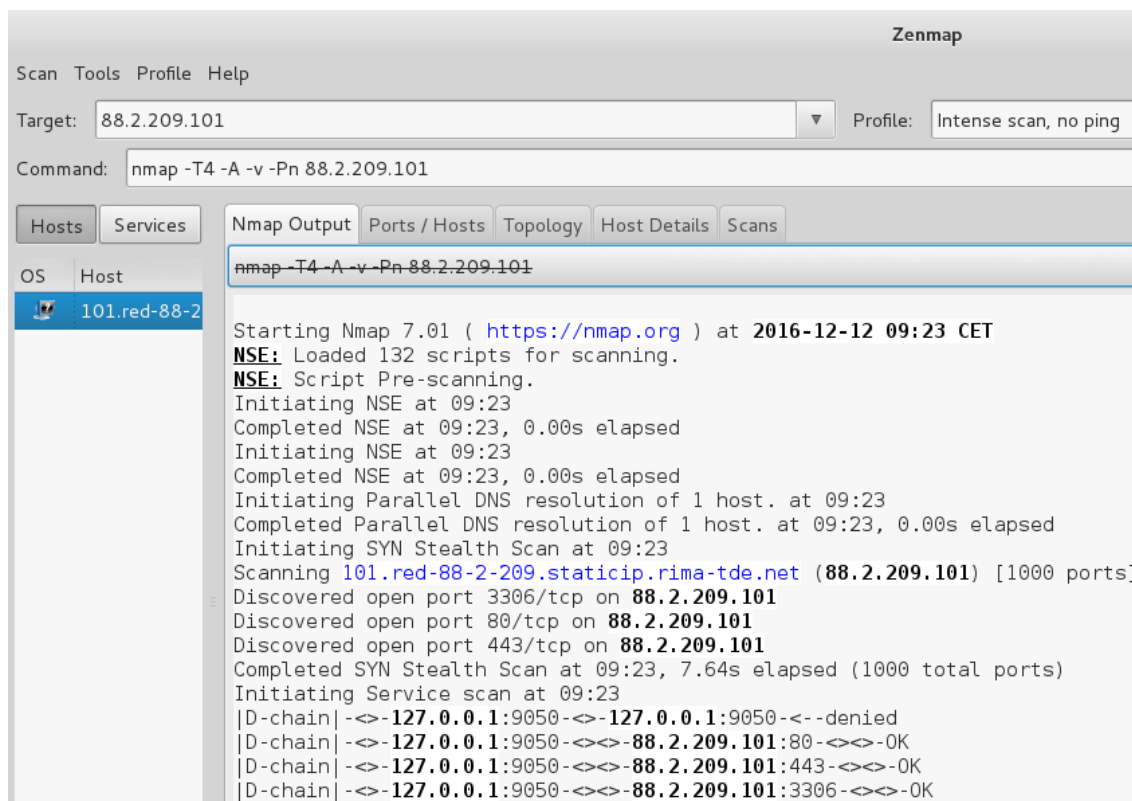 Zenmap
Scan Tools Profile Help
Target: 88.2.209.101 Profile: Intense scan, no ping
Command: nmap -T4 -A -v -Pn 88.2.209.101
Hosts Services Nmap Output Ports / Hosts Topology Host Details Scans
nmap -T4 -A -v -Pn 88.2.209.101
OS Host
101.red-88-2
Starting Nmap 7.01 ( https://nmap.org ) at 2016-12-12 09:23 CET
NSE: Loaded 132 scripts for scanning.
NSE: Script Pre-scanning.
Initiating NSE at 09:23
Completed NSE at 09:23, 0.00s elapsed
Initiating NSE at 09:23
Completed NSE at 09:23, 0.00s elapsed
Initiating Parallel DNS resolution of 1 host. at 09:23
Completed Parallel DNS resolution of 1 host. at 09:23, 0.00s elapsed
Initiating SYN Stealth Scan at 09:23
Scanning 101.red-88-2-209.staticip.rima-tde.net (88.2.209.101) [1000 ports]
Discovered open port 3306/tcp on 88.2.209.101
Discovered open port 80/tcp on 88.2.209.101
Discovered open port 443/tcp on 88.2.209.101
Completed SYN Stealth Scan at 09:23, 7.64s elapsed (1000 total ports)
Initiating Service scan at 09:23
|D-chain|-<>-127.0.0.1:9050-<>-127.0.0.1:9050-<--denied
|D-chain|-<>-127.0.0.1:9050-<><>-88.2.209.101:80-<><>-OK
|D-chain|-<>-127.0.0.1:9050-<><>-88.2.209.101:443-<><>-OK
|D-chain|-<>-127.0.0.1:9050-<><>-88.2.209.101:3306-<><>-OK